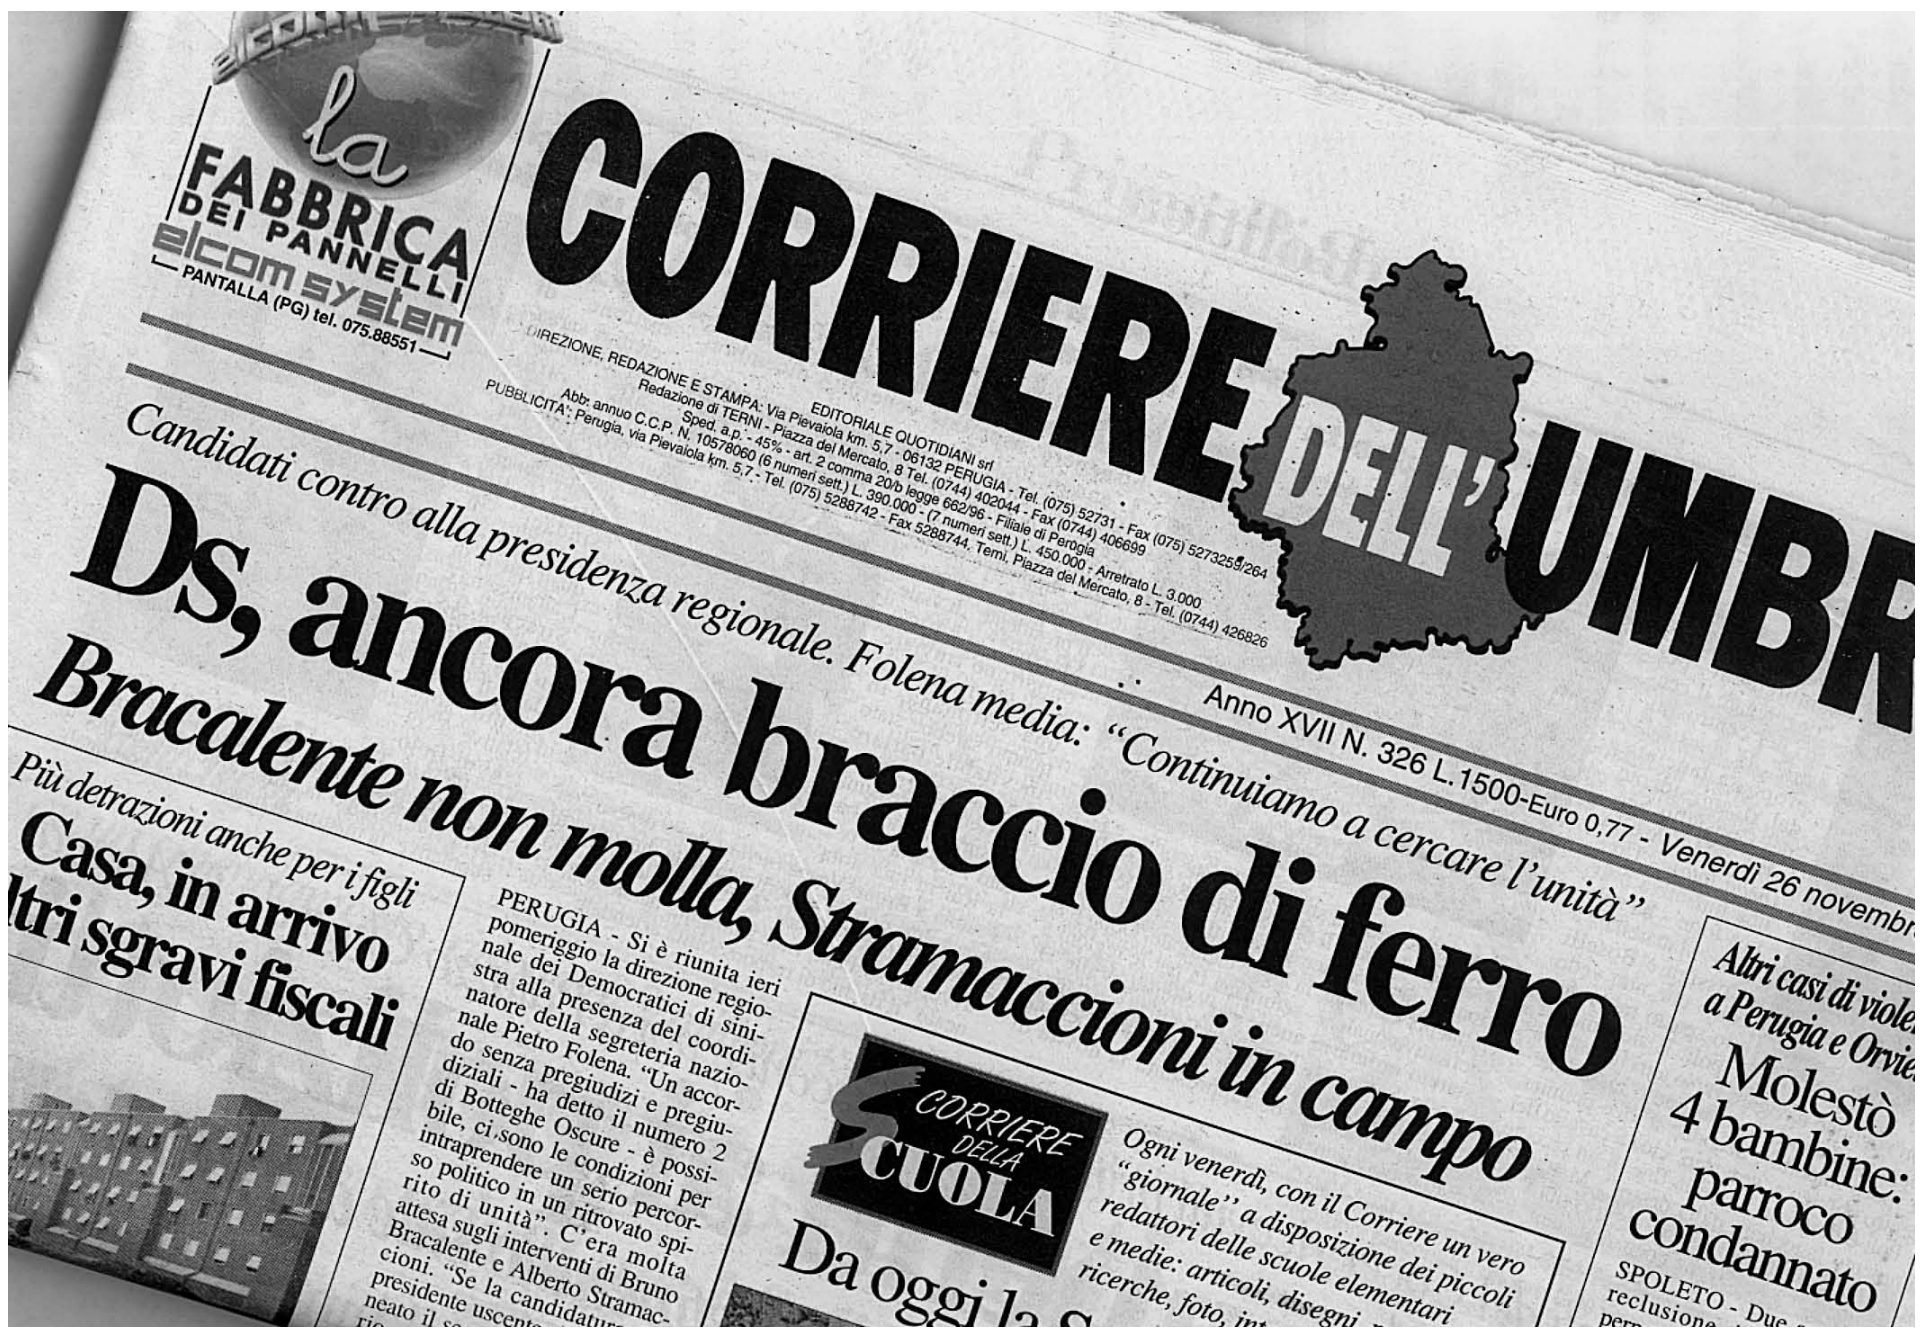 la
FABBRICA
DEI PANNELLI
elcom system
PANTALLA (PG) tel. 075.88551
CORRIERE DELL' UMBR
EDITORIALE QUOTIDIANI srl
DIREZIONE, REDAZIONE E STAMPA: Via Pievaiola km. 5,7 - 06132 PERUGIA - Tel. (075) 52731 - Fax (075) 5273259/264
Redazione di TERNI - Piazza del Mercato, 8 Tel. (0744) 402044 - Fax (0744) 406699
Sped. a.p. - 45% - art. 2 comma 20/b legge 662/96 - Filiale di Perugia
Abb. annuo C.C.P. N. 10578060 (6 numeri sett.) L. 390.000 - (7 numeri sett.) L. 450.000 - Arretrato L. 3.000
PUBBLICITA': Perugia, via Pievaiola km. 5,7 - Tel. (075) 5288742 - Fax 5288744, Terni, Piazza del Mercato, 8 - Tel. (0744) 426826
Anno XVII N. 326 L.1500-Euro 0,77 - Venerdì 26 novembr
Candidati contro alla presidenza regionale. Folena media: “Continuiamo a cercare l’unità”
Ds, ancora braccio di ferro
Bracalente non molla, Stramaccioni in campo
Più detrazioni anche per i figli
Casa, in arrivo
ltri sgravi fiscali
PERUGIA - Si è riunita ieri
pomeriggio la direzione regio-
nale dei Democratici di sini-
stra alla presenza del coordi-
natore della segreteria nazio-
nale Pietro Folena. “Un accor-
do senza pregiudizi e pregiu-
diziali - ha detto il numero 2
di Botteghe Oscure - è possi-
bile, ci sono le condizioni per
intraprendere un serio percor-
so politico in un ritrovato spi-
rito di unità”. C’era molta
attesa sugli interventi di Bruno
Bracalente e Alberto Stramac-
cioni. “Se la candidatura
presidente uscente
neato il se
CORRIERE
DELLA
SCUOLA
Ogni venerdì, con il Corriere un vero
“giornale” a disposizione dei piccoli
redattori delle scuole elementari
e medie: articoli, disegni,
ricerche, foto, int
Da oggi la S
Altri casi di viole
a Perugia e Orvie
Molestò
4 bambine:
parroco
condannato
SPOLETO - Due
reclusione